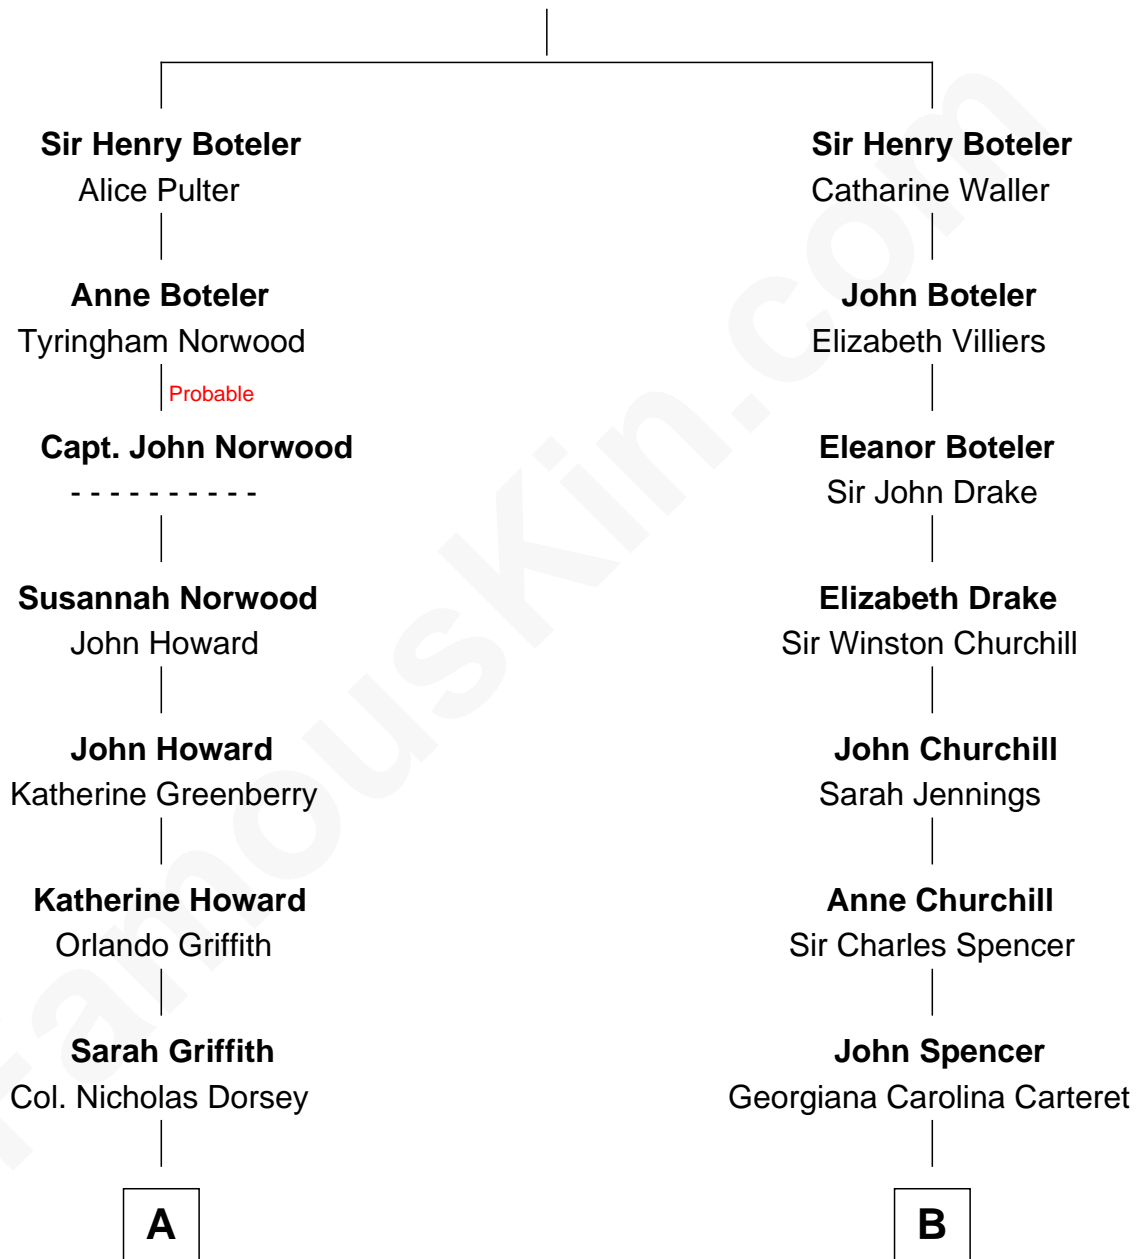 Sir Henry Boteler
Alice Pulter
Anne Boteler
Tyringham Norwood
Probable
Capt. John Norwood
- - - - - - - - - -
Susannah Norwood
John Howard
John Howard
Katherine Greenberry
Katherine Howard
Orlando Griffith
Sarah Griffith
Col. Nicholas Dorsey
A
Sir Henry Boteler
Catharine Waller
John Boteler
Elizabeth Villiers
Eleanor Boteler
Sir John Drake
Elizabeth Drake
Sir Winston Churchill
John Churchill
Sarah Jennings
Anne Churchill
Sir Charles Spencer
John Spencer
Georgiana Carolina Carteret
B
FamousKin.com